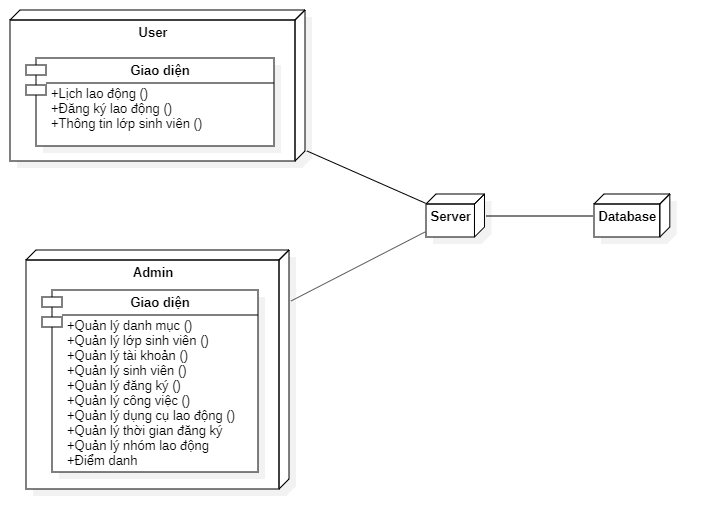 User
Giao diện
+Lịch lao động ()
+Đăng ký lao động ()
+Thông tin lớp sinh viên ()
Server
Database
Admin
Giao diện
+Quản lý danh mục ()
+Quản lý lớp sinh viên ()
+Quản lý tài khoản ()
+Quản lý sinh viên ()
+Quản lý đăng ký ()
+Quản lý công việc ()
+Quản lý dụng cụ lao động ()
+Quản lý thời gian đăng ký
+Quản lý nhóm lao động
+Điểm danh